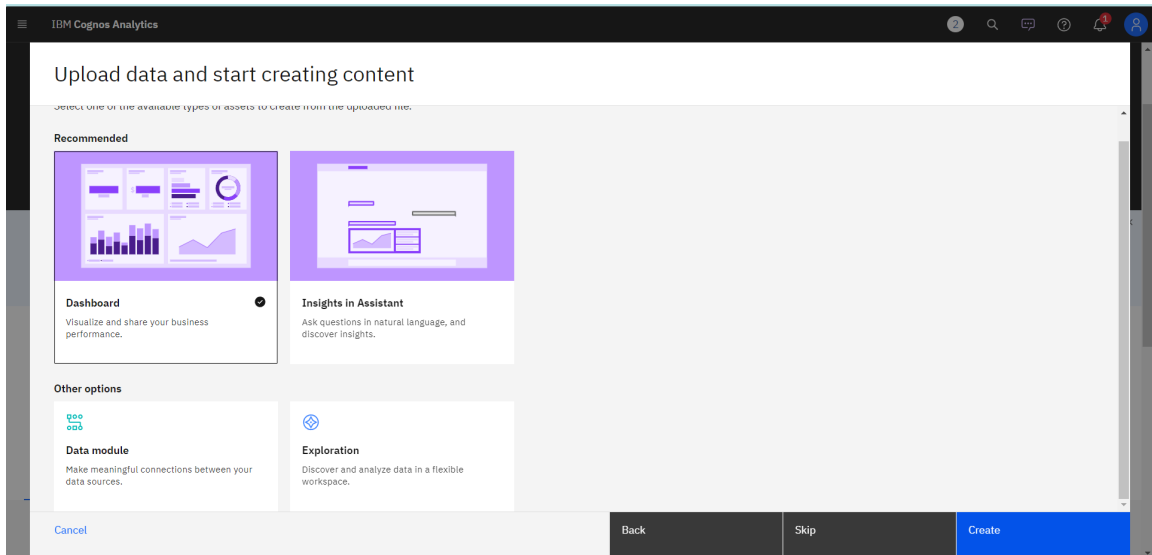 IBM Cognos Analytics
2
1
Upload data and start creating content
Select one of the available types of assets to create from the uploaded file.
Recommended
Dashboard
Visualize and share your business
performance.
Insights in Assistant
Ask questions in natural language, and
discover insights.
Other options
Data module
Make meaningful connections between your
data sources.
Exploration
Discover and analyze data in a flexible
workspace.
Cancel
Back
Skip
Create